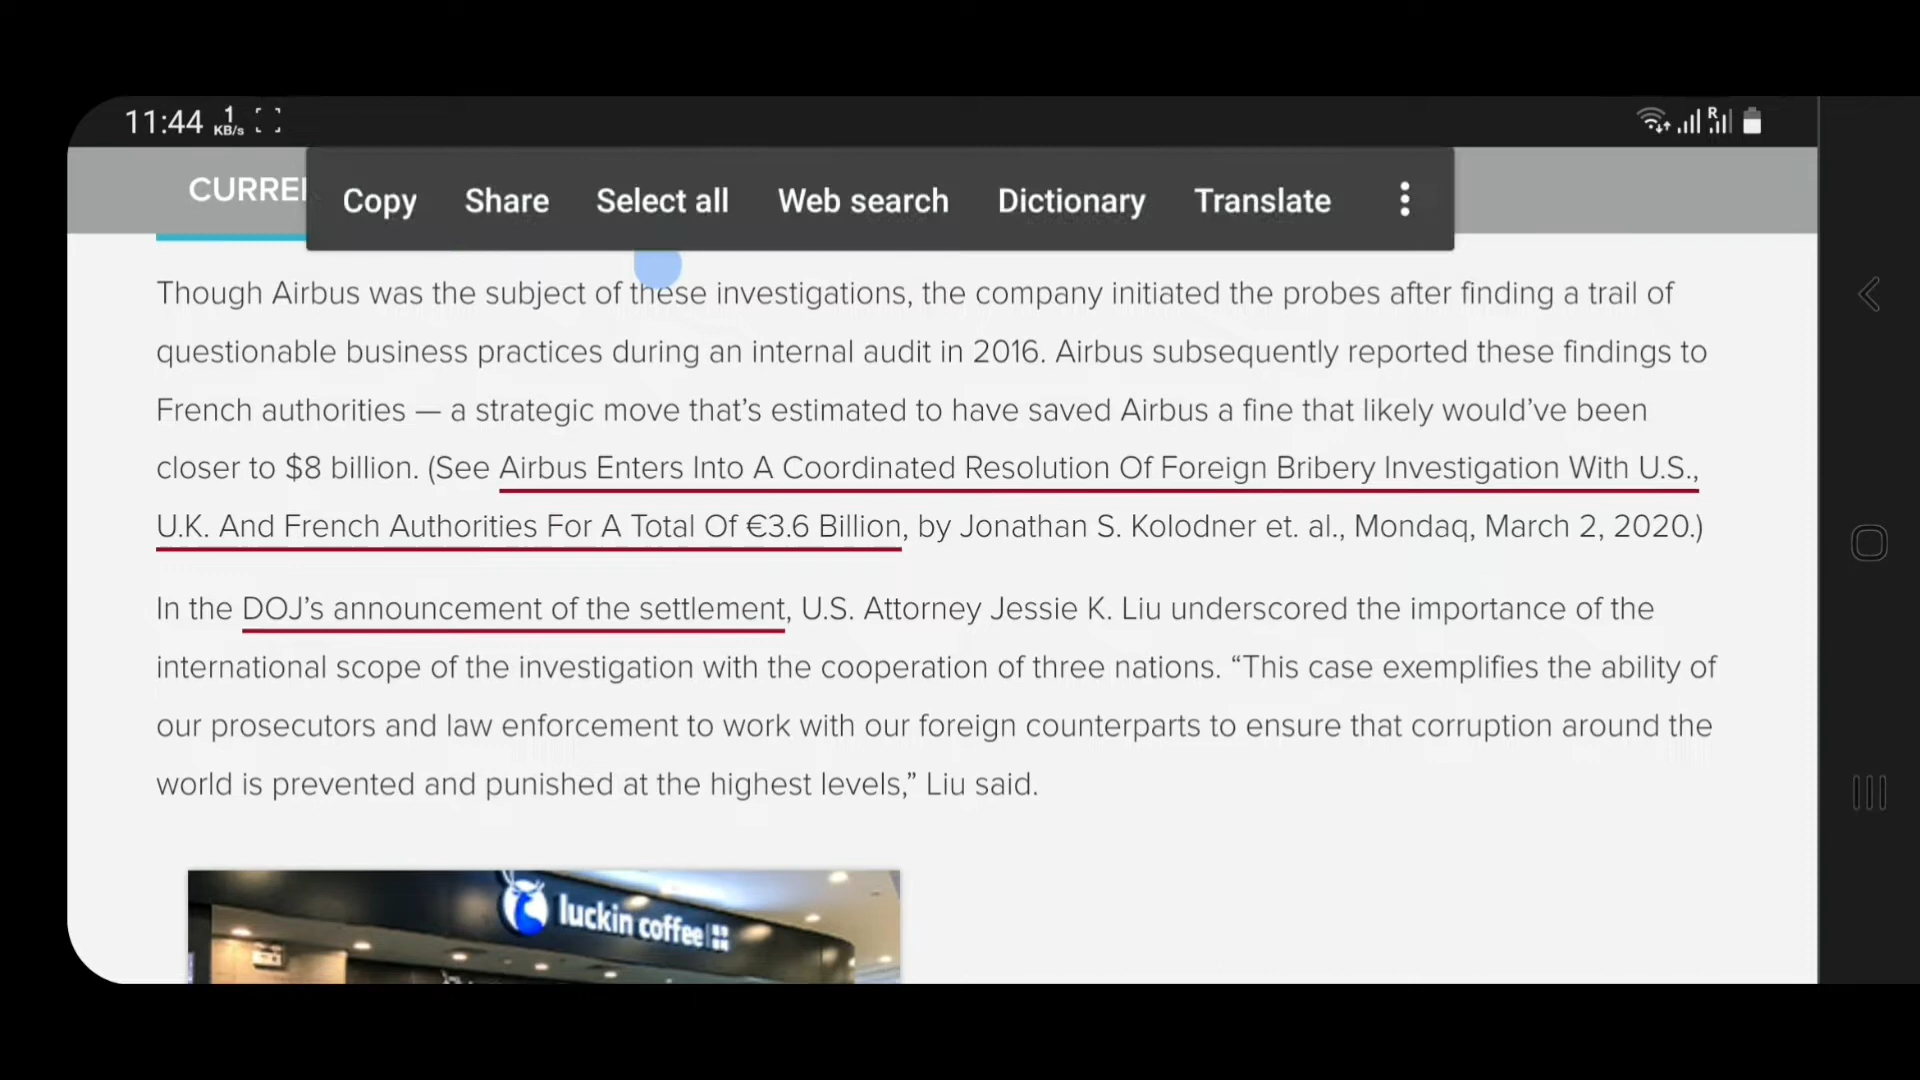 11:44 1 KB/s R
CURRE
Copy Share Select all Web search Dictionary Translate
Though Airbus was the subject of these investigations, the company initiated the probes after finding a trail of
questionable business practices during an internal audit in 2016. Airbus subsequently reported these findings to
French authorities — a strategic move that’s estimated to have saved Airbus a fine that likely would’ve been
closer to $8 billion. (See Airbus Enters Into A Coordinated Resolution Of Foreign Bribery Investigation With U.S.,
U.K. And French Authorities For A Total Of €3.6 Billion, by Jonathan S. Kolodner et. al., Mondaq, March 2, 2020.)
In the DOJ’s announcement of the settlement, U.S. Attorney Jessie K. Liu underscored the importance of the
international scope of the investigation with the cooperation of three nations. “This case exemplifies the ability of
our prosecutors and law enforcement to work with our foreign counterparts to ensure that corruption around the
world is prevented and punished at the highest levels,” Liu said.
luckin coffee